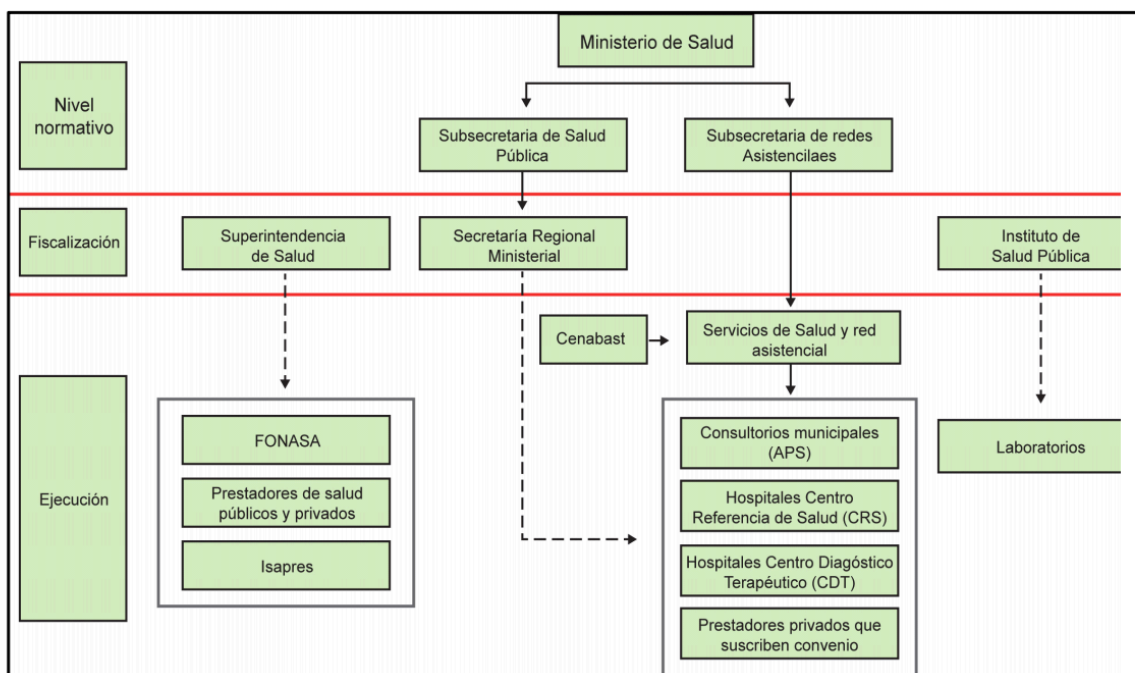 Ministerio de Salud
Nivel
normativo
Subsecretaria de Salud
Pública
Subsecretaria de redes
Asistencilaes
Fiscalización
Superintendencia
de Salud
Secretaría Regional
Ministerial
Instituto de
Salud Pública
Cenabast
Servicios de Salud y red
asistencial
Ejecución
FONASA
Prestadores de salud
públicos y privados
Isapres
Consultorios municipales
(APS)
Hospitales Centro
Referencia de Salud (CRS)
Hospitales Centro Diagóstico
Terapéutico (CDT)
Prestadores privados que
suscriben convenio
Laboratorios